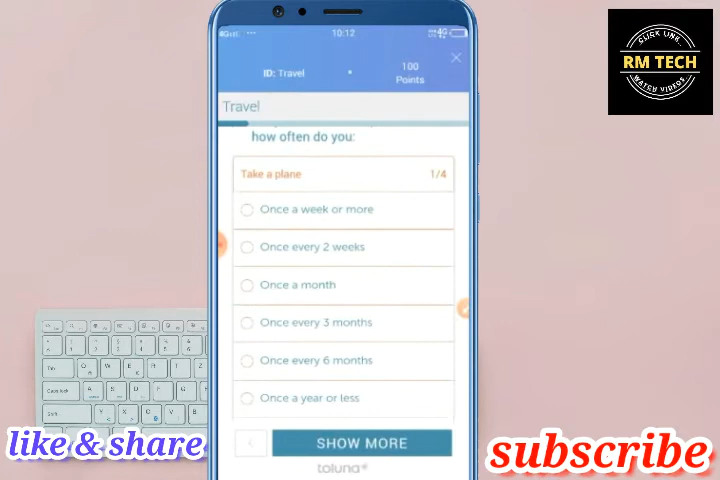 10:12
ID: Travel
100
Points
Travel
how often do you:
Take a plane 1/4
Once a week or more
Once every 2 weeks
Once a month
Once every 3 months
Once every 6 months
Once a year or less
SHOW MORE
toluna
CLICK LINK..
RM TECH
WATCH VIDEOS
like & share
subscribe